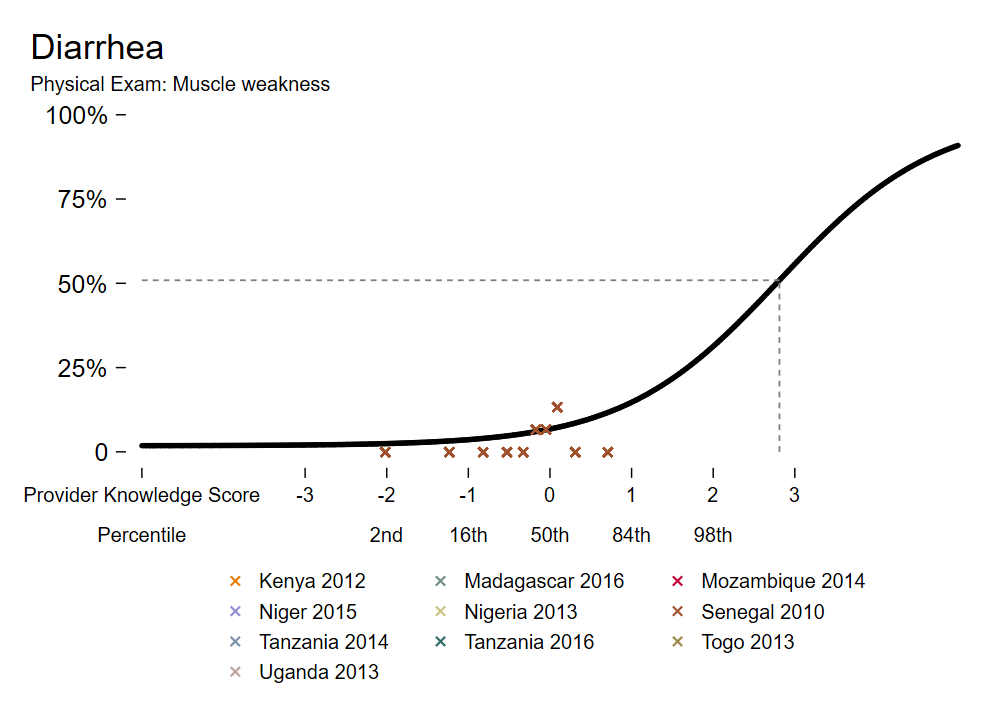 Diarrhea
Physical Exam: Muscle weakness
100%
75%
50%
25%
0
Provider Knowledge Score -3 -2 -1 0 1 2 3
Percentile 2nd 16th 50th 84th 98th
Kenya 2012 Madagascar 2016 Mozambique 2014
Niger 2015 Nigeria 2013 Senegal 2010
Tanzania 2014 Tanzania 2016 Togo 2013
Uganda 2013